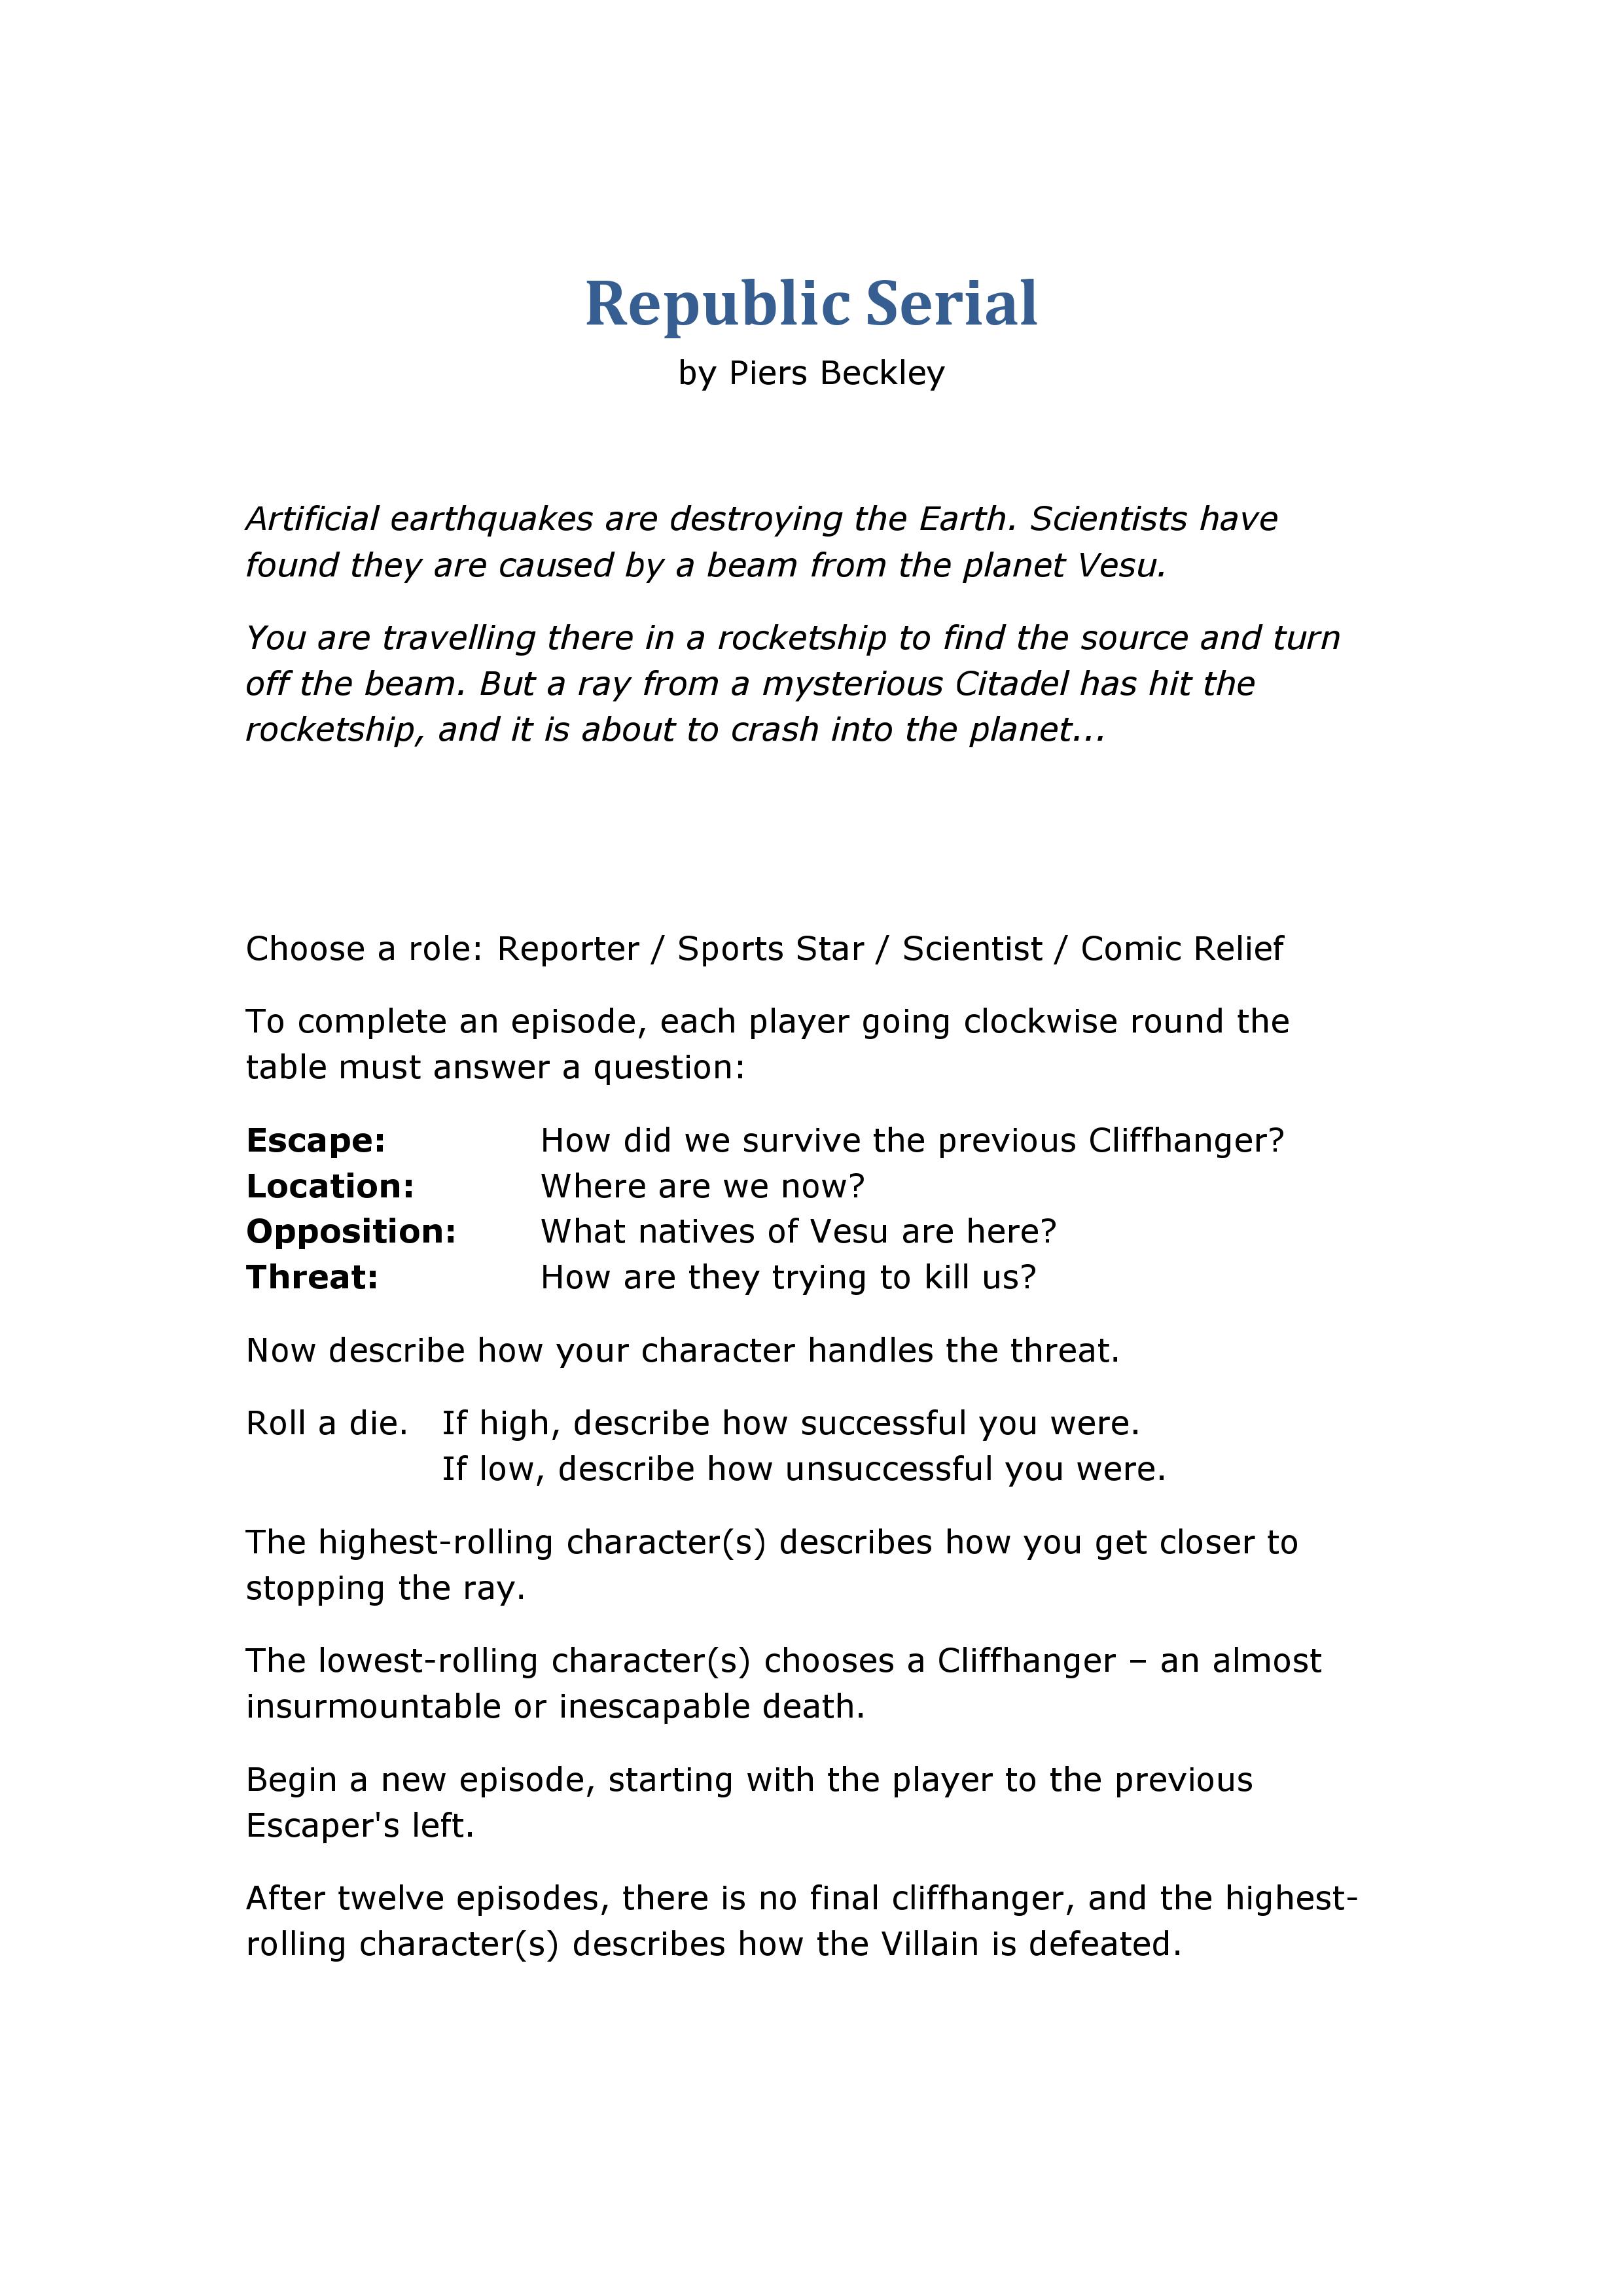 Republic Serial
by Piers Beckley
Artificial earthquakes are destroying the Earth. Scientists have
found they are caused by a beam from the planet Vesu.
You are travelling there in a rocketship to find the source and turn
off the beam. But a ray from a mysterious Citadel has hit the
rocketship, and it is about to crash into the planet...
Choose a role: Reporter / Sports Star / Scientist / Comic Relief
To complete an episode, each player going clockwise round the
table must answer a question:
Escape: How did we survive the previous Cliffhanger?
Location: Where are we now?
Opposition: What natives of Vesu are here?
Threat: How are they trying to kill us?
Now describe how your character handles the threat.
Roll a die. If high, describe how successful you were.
If low, describe how unsuccessful you were.
The highest-rolling character(s) describes how you get closer to
stopping the ray.
The lowest-rolling character(s) chooses a Cliffhanger – an almost
insurmountable or inescapable death.
Begin a new episode, starting with the player to the previous
Escaper's left.
After twelve episodes, there is no final cliffhanger, and the highest-
rolling character(s) describes how the Villain is defeated.